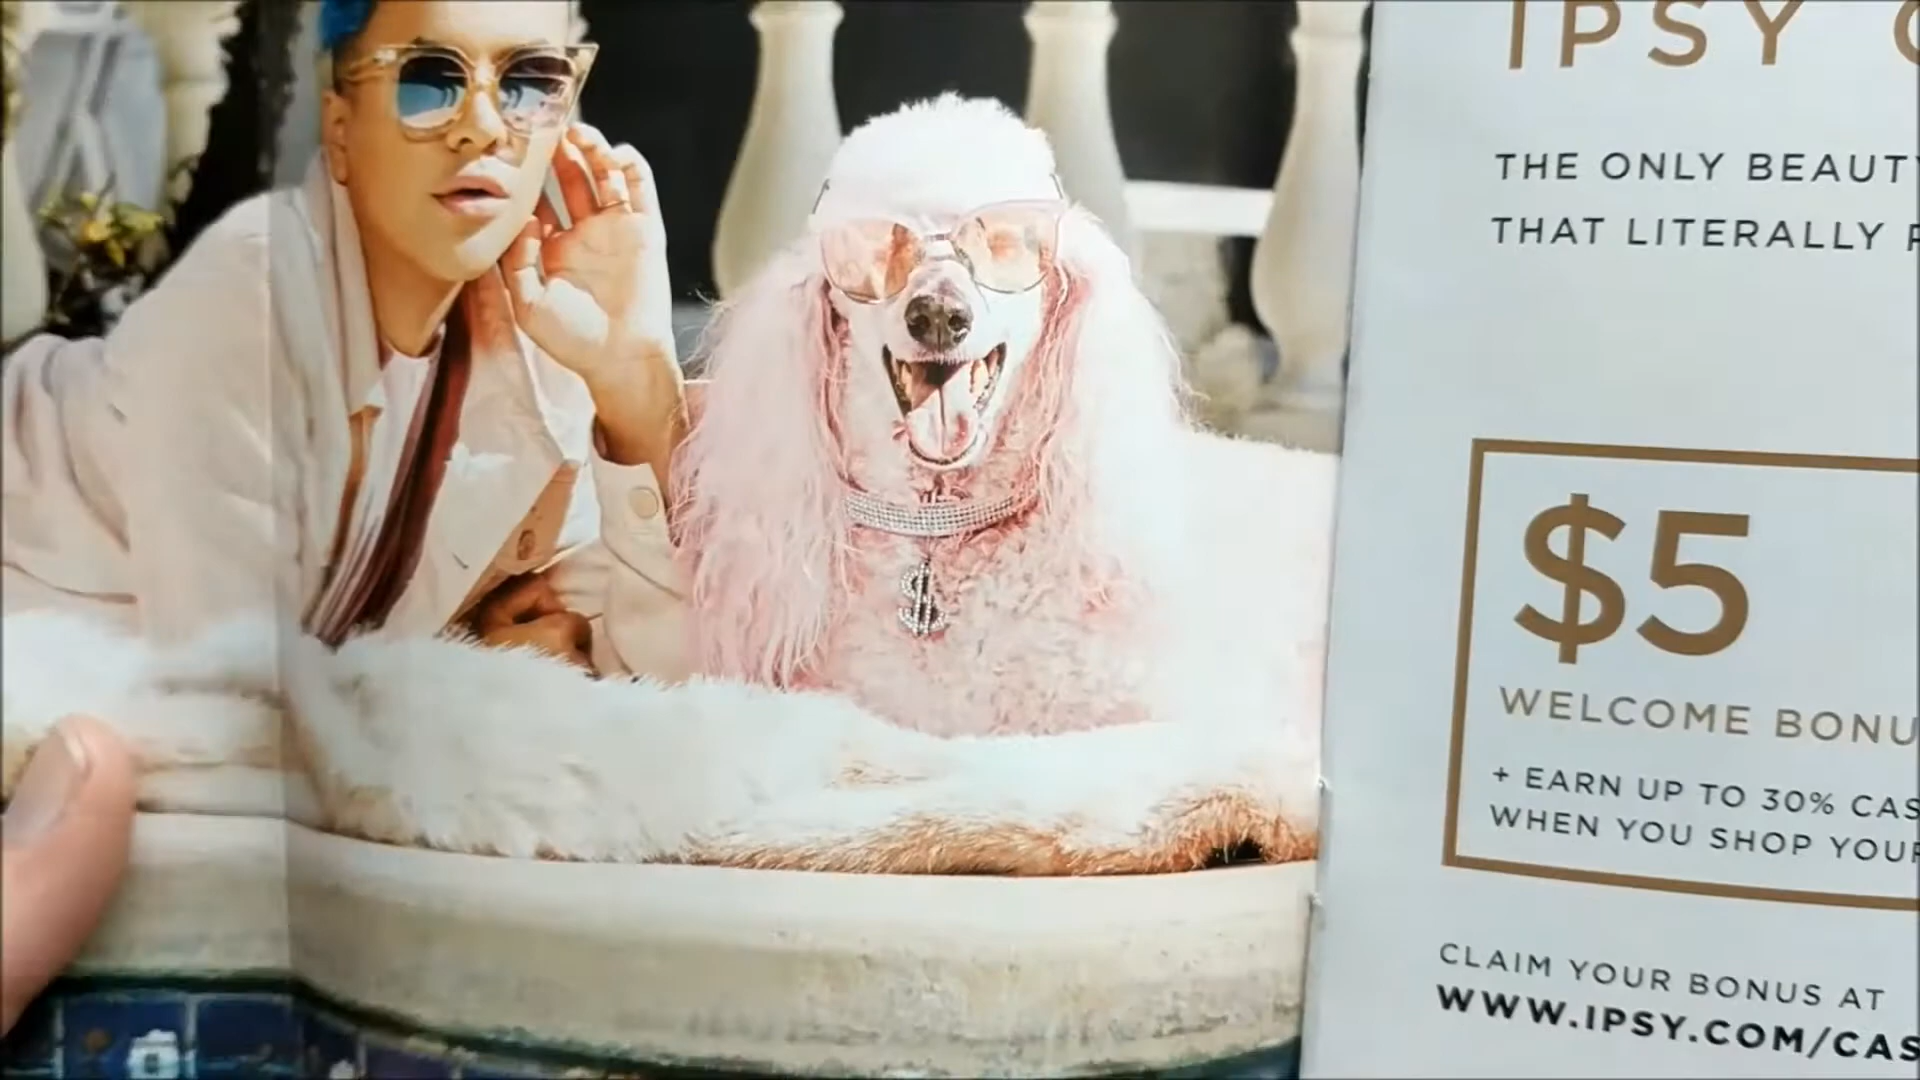 IPSY
THE ONLY BEAUTY
THAT LITERALLY
$5
WELCOME BONU
+ EARN UP TO 30% CAS
WHEN YOU SHOP YOUR
CLAIM YOUR BONUS AT
WWW.IPSY.COM/CAS